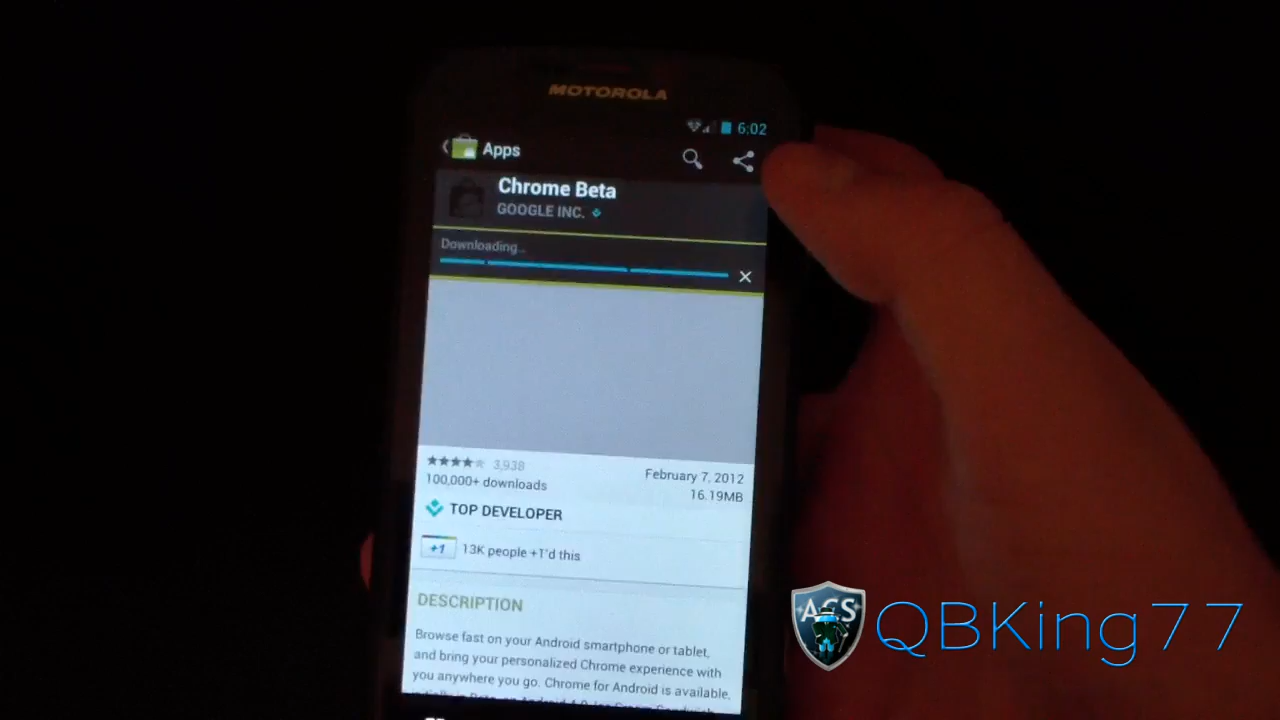 MOTOROLA
6:02
Apps
Chrome Beta
GOOGLE INC.
Downloading...
3,938
February 7, 2012
100,000+ downloads
16.19MB
TOP DEVELOPER
+1
13K people +1'd this
DESCRIPTION
Browse fast on your Android smartphone or tablet,
and bring your personalized Chrome experience with
you anywhere you go. Chrome for Android is available,
ACS
QBKing77